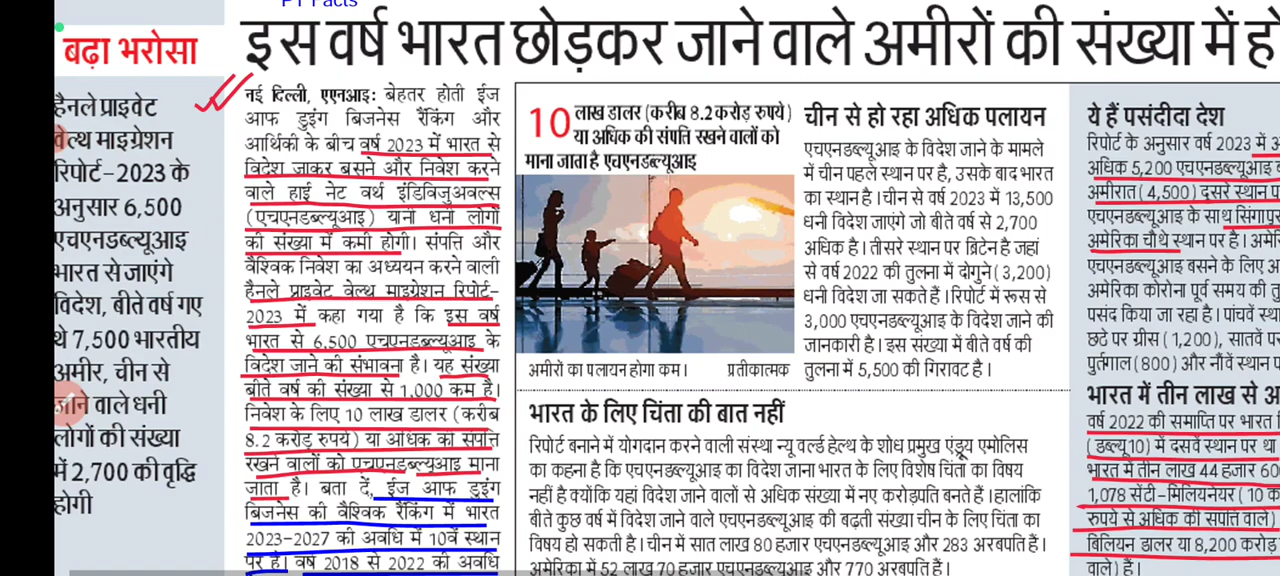 PT Facts
इस वर्ष भारत छोड़कर जाने वाले अमीरों की संख्या में
बढ़ा भरोसा
हैनले प्राइवेट
वेल्थ माइग्रेशन
रिपोर्ट-2023 के
अनुसार 6,500
एचएनडब्ल्यूआइ
भारत से जाएंगे
विदेश, बीते वर्ष गए
थे 7,500 भारतीय
अमीर, चीन से
जाने वाले धनी
लोगों की संख्या
में 2,700 की वृद्धि
होगी
नई दिल्ली, एएनआइ: बेहतर होती ईज
आफ डुइंग बिजनेस रैंकिंग और
आर्थिकी के बीच वर्ष 2023 में भारत से
विदेश जाकर बसने और निवेश करने
वाले हाई नेट वर्थ इंडिविजुअवल्स
(एचएनडब्ल्यूआइ) यानी धनी लोगों
की संख्या में कमी होगी। संपत्ति और
वैश्विक निवेश का अध्ययन करने वाली
हैनले प्राइवेट वेल्थ माइग्रेशन रिपोर्ट-
2023 में कहा गया है कि इस वर्ष
भारत से 6,500 एचएनडब्ल्यूआइ के
विदेश जाने की संभावना है। यह संख्या
बीते वर्ष की संख्या से 1,000 कम है।
निवेश के लिए 10 लाख डालर (करीब
8.2 करोड़ रुपये) या अधिक की संपत्ति
रखने वालों को एचएनडब्ल्यूआइ माना
जाता है। बता दें, ईज आफ डुइंग
बिजनेस की वैश्विक रैंकिंग में भारत
2023-2027 की अवधि में 10वें स्थान
पर है। वर्ष 2018 से 2022 की अवधि
10 लाख डालर (करीब 8.2 करोड़ रुपये)
या अधिक की संपत्ति रखने वालों को
माना जाता है एचएनडब्ल्यूआइ
अमीरों का पलायन होगा कम। प्रतीकात्मक
चीन से हो रहा अधिक पलायन
एचएनडब्ल्यूआइ के विदेश जाने के मामले
में चीन पहले स्थान पर है, उसके बाद भारत
का स्थान है। चीन से वर्ष 2023 में 13,500
धनी विदेश जाएंगे जो बीते वर्ष से 2,700
अधिक है। तीसरे स्थान पर ब्रिटेन है जहां
से वर्ष 2022 की तुलना में दोगुने (3,200)
धनी विदेश जा सकते हैं। रिपोर्ट में रूस से
3,000 एचएनडब्ल्यूआइ के विदेश जाने की
जानकारी है। इस संख्या में बीते वर्ष की
तुलना में 5,500 की गिरावट है।
भारत के लिए चिंता की बात नहीं
रिपोर्ट बनाने में योगदान करने वाली संस्था न्यू वर्ल्ड हेल्थ के शोध प्रमुख एंड्र्यू एमोलिस
का कहना है कि एचएनडब्ल्यूआइ का विदेश जाना भारत के लिए विशेष चिंता का विषय
नहीं है क्योंकि यहां विदेश जाने वालों से अधिक संख्या में नए करोड़पति बनते हैं। हालांकि
बीते कुछ वर्ष में विदेश जाने वाले एचएनडब्ल्यूआइ की बढ़ती संख्या चीन के लिए चिंता का
विषय हो सकती है। चीन में सात लाख 80 हजार एचएनडब्ल्यूआइ और 283 अरबपति हैं।
अमेरिका में 52 लाख 70 हजार एचएनडब्ल्यूआइ और 770 अरबपति हैं।
ये हैं पसंदीदा देश
रिपोर्ट के अनुसार वर्ष 2023 में
अधिक 5,200 एचएनडब्ल्यूआइ
अमीरात (4,500) दूसरे स्थान
एचएनडब्ल्यूआइ के साथ सिंगापुर
अमेरिका चौथे स्थान पर है।
एचएनडब्ल्यूआइ बसने के लिए
अमेरिका कोरोना पूर्व समय की
पसंद किया जा रहा है। पांचवें
छठे पर ग्रीस (1,200), सातवें
पुर्तगाल (800) और नौवें स्थान
भारत में तीन लाख से
वर्ष 2022 की समाप्ति पर भारत
(डब्ल्यू10) में दसवें स्थान पर था
भारत में तीन लाख 44 हजार
1,078 सेंटी-मिलियनेयर (10
रुपये से अधिक की संपत्ति वाले)
बिलियन डालर या 8,200 करोड़
वाले) हैं।